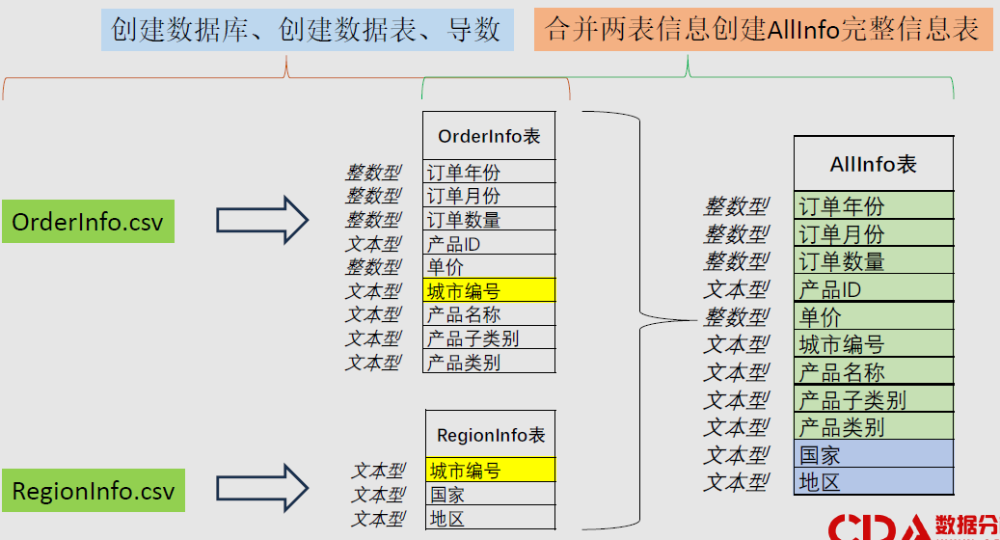 创建数据库、创建数据表、导数
合并两表信息创建AllInfo完整信息表
OrderInfo.csv
OrderInfo表
整数型 订单年份
整数型 订单月份
整数型 订单数量
文本型 产品ID
整数型 单价
文本型 城市编号
文本型 产品名称
文本型 产品子类别
文本型 产品类别
RegionInfo.csv
RegionInfo表
文本型 城市编号
文本型 国家
文本型 地区
AllInfo表
整数型 订单年份
整数型 订单月份
整数型 订单数量
文本型 产品ID
整数型 单价
文本型 城市编号
文本型 产品名称
文本型 产品子类别
文本型 产品类别
文本型 国家
文本型 地区
CDA 数据分